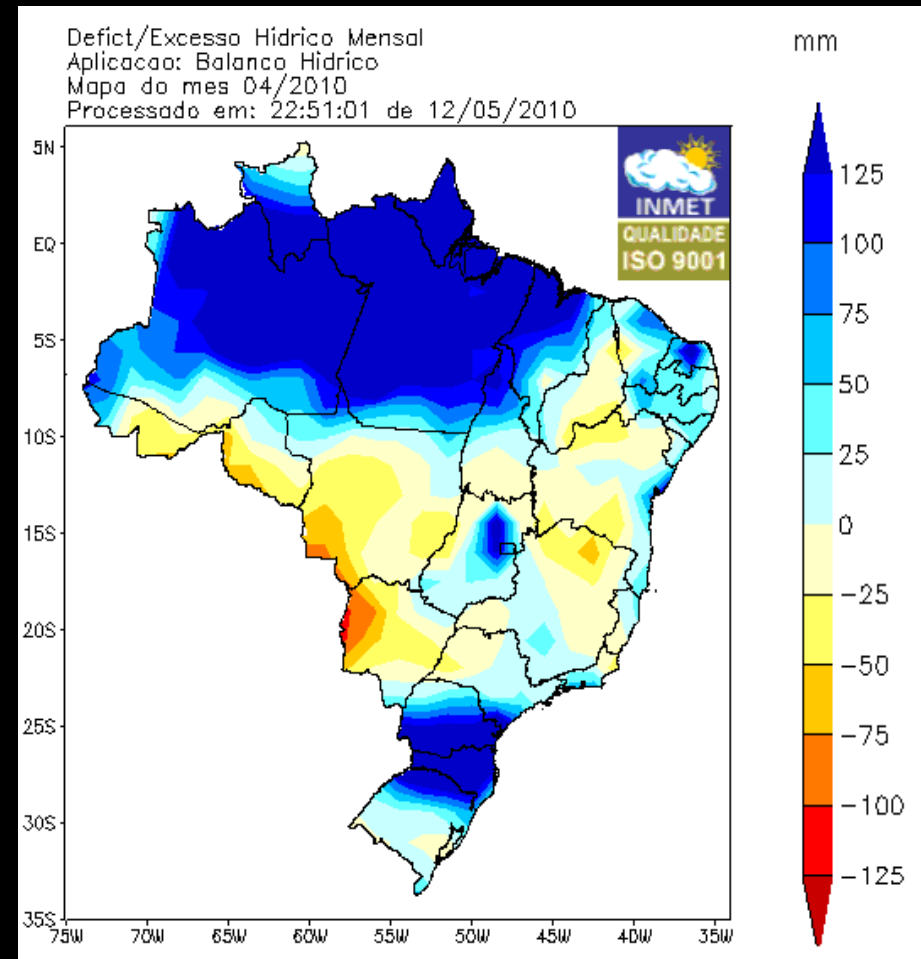 Defict/Excesso Hidrico Mensal
Aplicacao: Balanco Hidrico
Mapa do mes 04/2010
Processado em: 22:51:01 de 12/05/2010
mm
INMET
QUALIDADE
ISO 9001
5N
EQ
5S
10S
15S
20S
25S
30S
35S
75W 70W 65W 60W 55W 50W 45W 40W 35W
125
100
75
50
25
0
-25
-50
-75
-100
-125